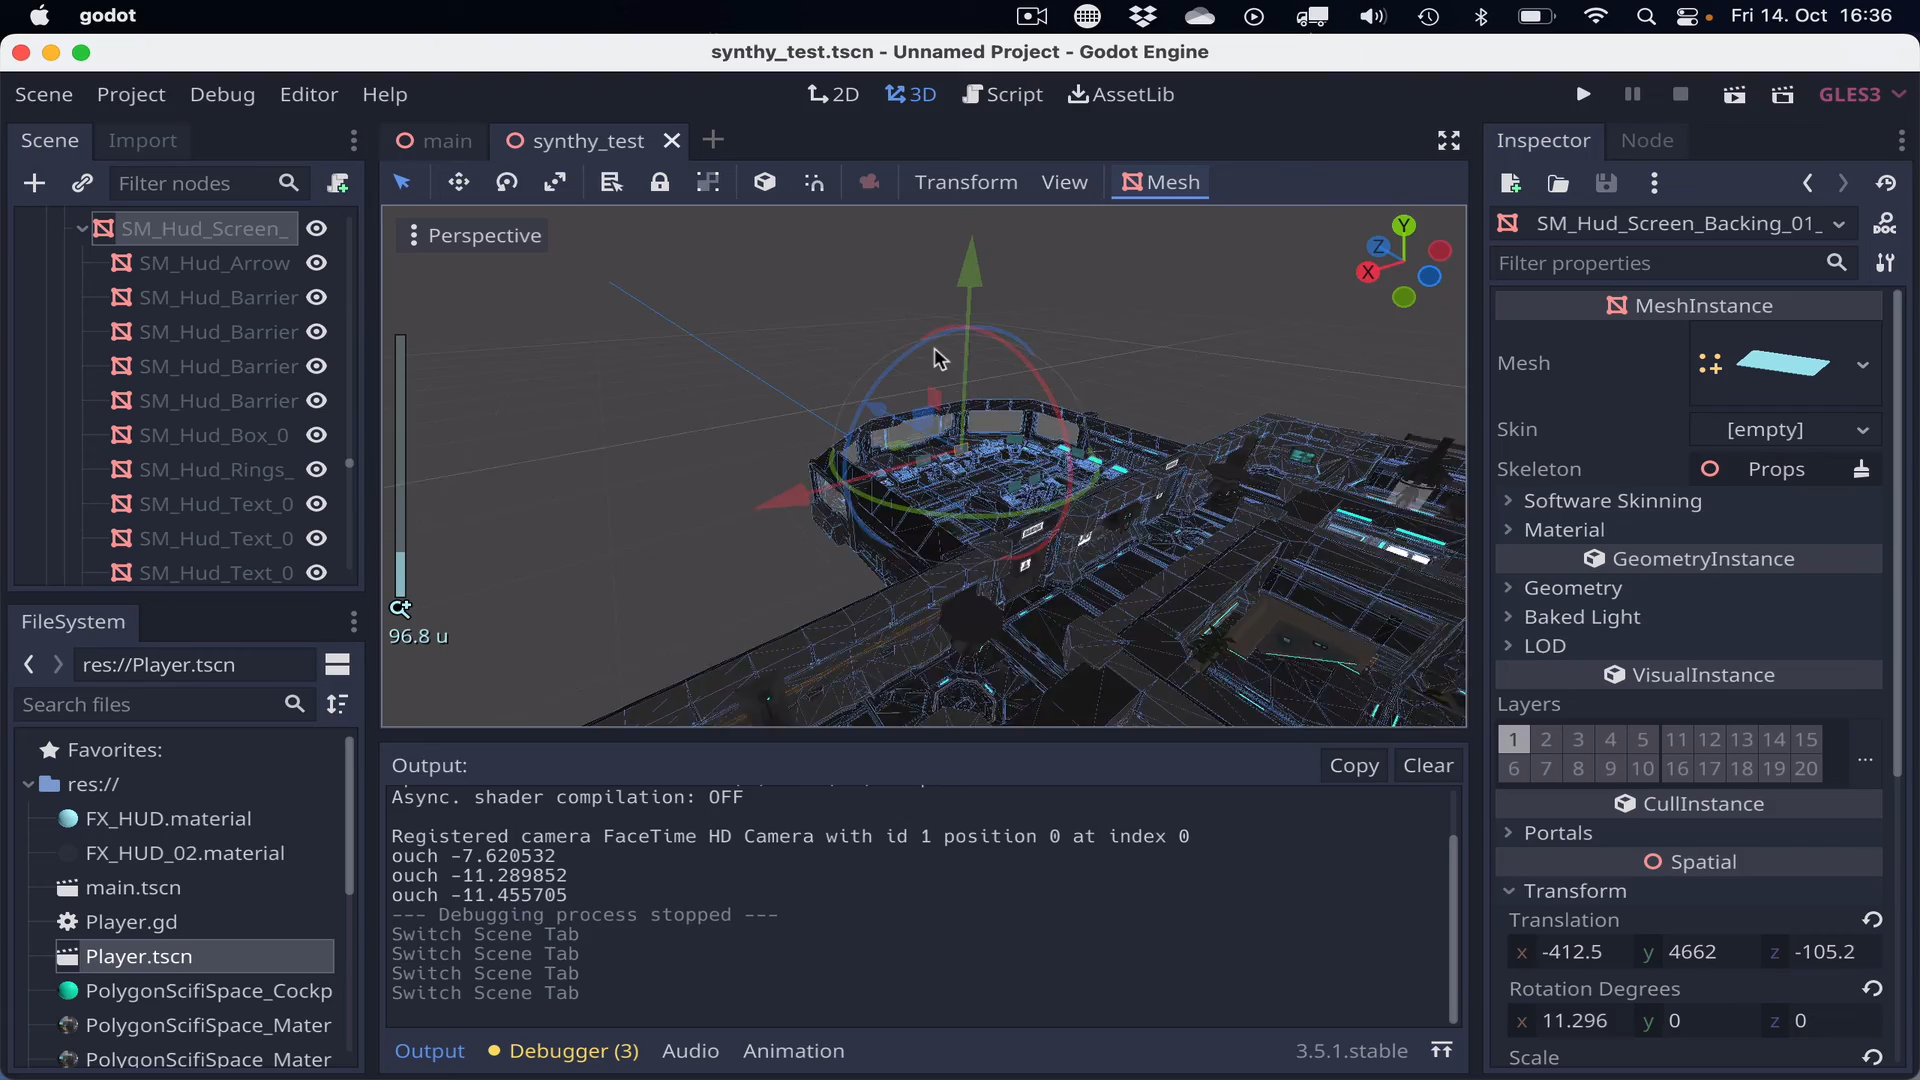 godot
Fri 14. Oct 16:36
synthy_test.tscn - Unnamed Project - Godot Engine
Scene Project Debug Editor Help
2D 3D Script AssetLib
GLES3
Scene Import
main synthy_test
Inspector Node
Filter nodes
Transform View Mesh
SM_Hud_Screen_
SM_Hud_Arrow
SM_Hud_Barrier
SM_Hud_Barrier
SM_Hud_Barrier
SM_Hud_Barrier
SM_Hud_Box_0
SM_Hud_Rings_
SM_Hud_Text_0
SM_Hud_Text_0
SM_Hud_Text_0
FileSystem
res://Player.tscn
Search files
Favorites:
res://
FX_HUD.material
FX_HUD_02.material
main.tscn
Player.gd
Player.tscn
PolygonScifiSpace_Cockp
PolygonScifiSpace_Mater
PolygonScifiSpace_Mater
Perspective
Y
Z
X
96.8 u
Output:
Copy Clear
Async. shader compilation: OFF
Registered camera FaceTime HD Camera with id 1 position 0 at index 0
ouch -7.620532
ouch -11.289852
ouch -11.455705
--- Debugging process stopped ---
Switch Scene Tab
Switch Scene Tab
Switch Scene Tab
Switch Scene Tab
Output Debugger (3) Audio Animation
3.5.1.stable
SM_Hud_Screen_Backing_01_
Filter properties
MeshInstance
Mesh
Skin [empty]
Skeleton Props
Software Skinning
Material
GeometryInstance
Geometry
Baked Light
LOD
VisualInstance
Layers
1 2 3 4 5 11 12 13 14 15
6 7 8 9 10 16 17 18 19 20
...
CullInstance
Portals
Spatial
Transform
Translation
x -412.5 y 4662 z -105.2
Rotation Degrees
x 11.296 y 0 z 0
Scale